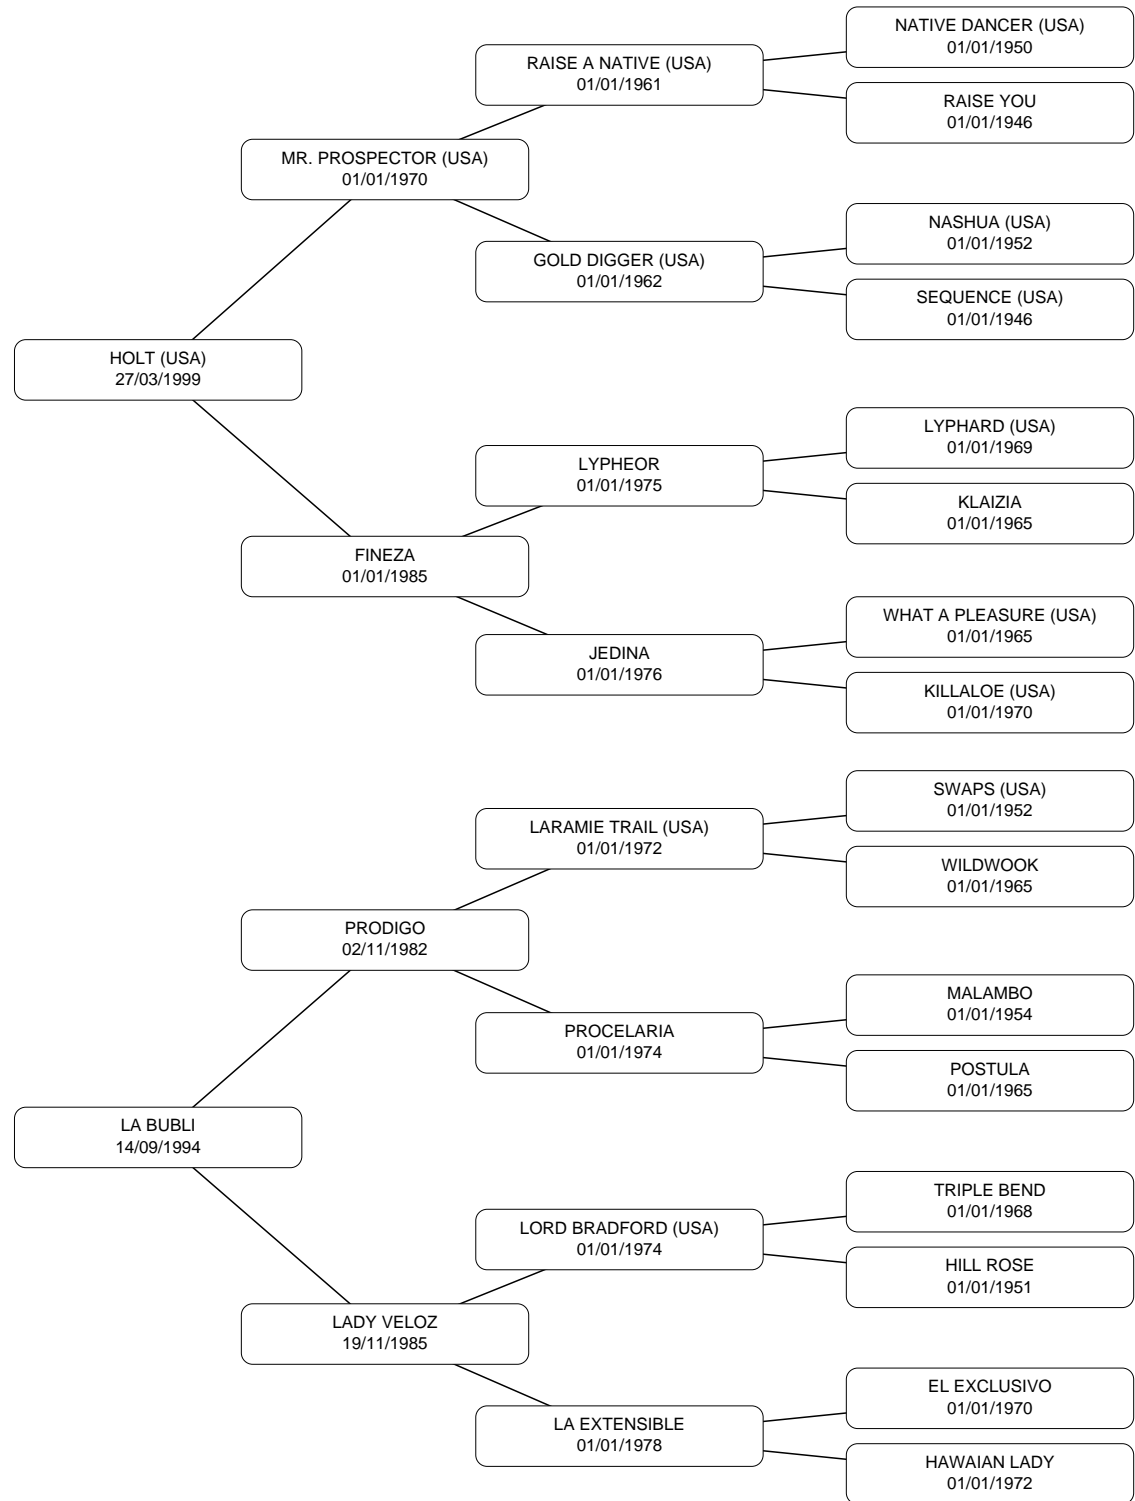 NATIVE DANCER (USA)
01/01/1950
RAISE A NATIVE (USA)
01/01/1961
RAISE YOU
01/01/1946
MR. PROSPECTOR (USA)
01/01/1970
NASHUA (USA)
01/01/1952
GOLD DIGGER (USA)
01/01/1962
SEQUENCE (USA)
01/01/1946
HOLT (USA)
27/03/1999
LYPHARD (USA)
01/01/1969
LYPHEOR
01/01/1975
KLAIZIA
01/01/1965
FINEZA
01/01/1985
WHAT A PLEASURE (USA)
01/01/1965
JEDINA
01/01/1976
KILLALOE (USA)
01/01/1970
SWAPS (USA)
01/01/1952
LARAMIE TRAIL (USA)
01/01/1972
WILDWOOK
01/01/1965
PRODIGO
02/11/1982
MALAMBO
01/01/1954
PROCELARIA
01/01/1974
POSTULA
01/01/1965
LA BUBLI
14/09/1994
TRIPLE BEND
01/01/1968
LORD BRADFORD (USA)
01/01/1974
HILL ROSE
01/01/1951
LADY VELOZ
19/11/1985
EL EXCLUSIVO
01/01/1970
LA EXTENSIBLE
01/01/1978
HAWAIAN LADY
01/01/1972